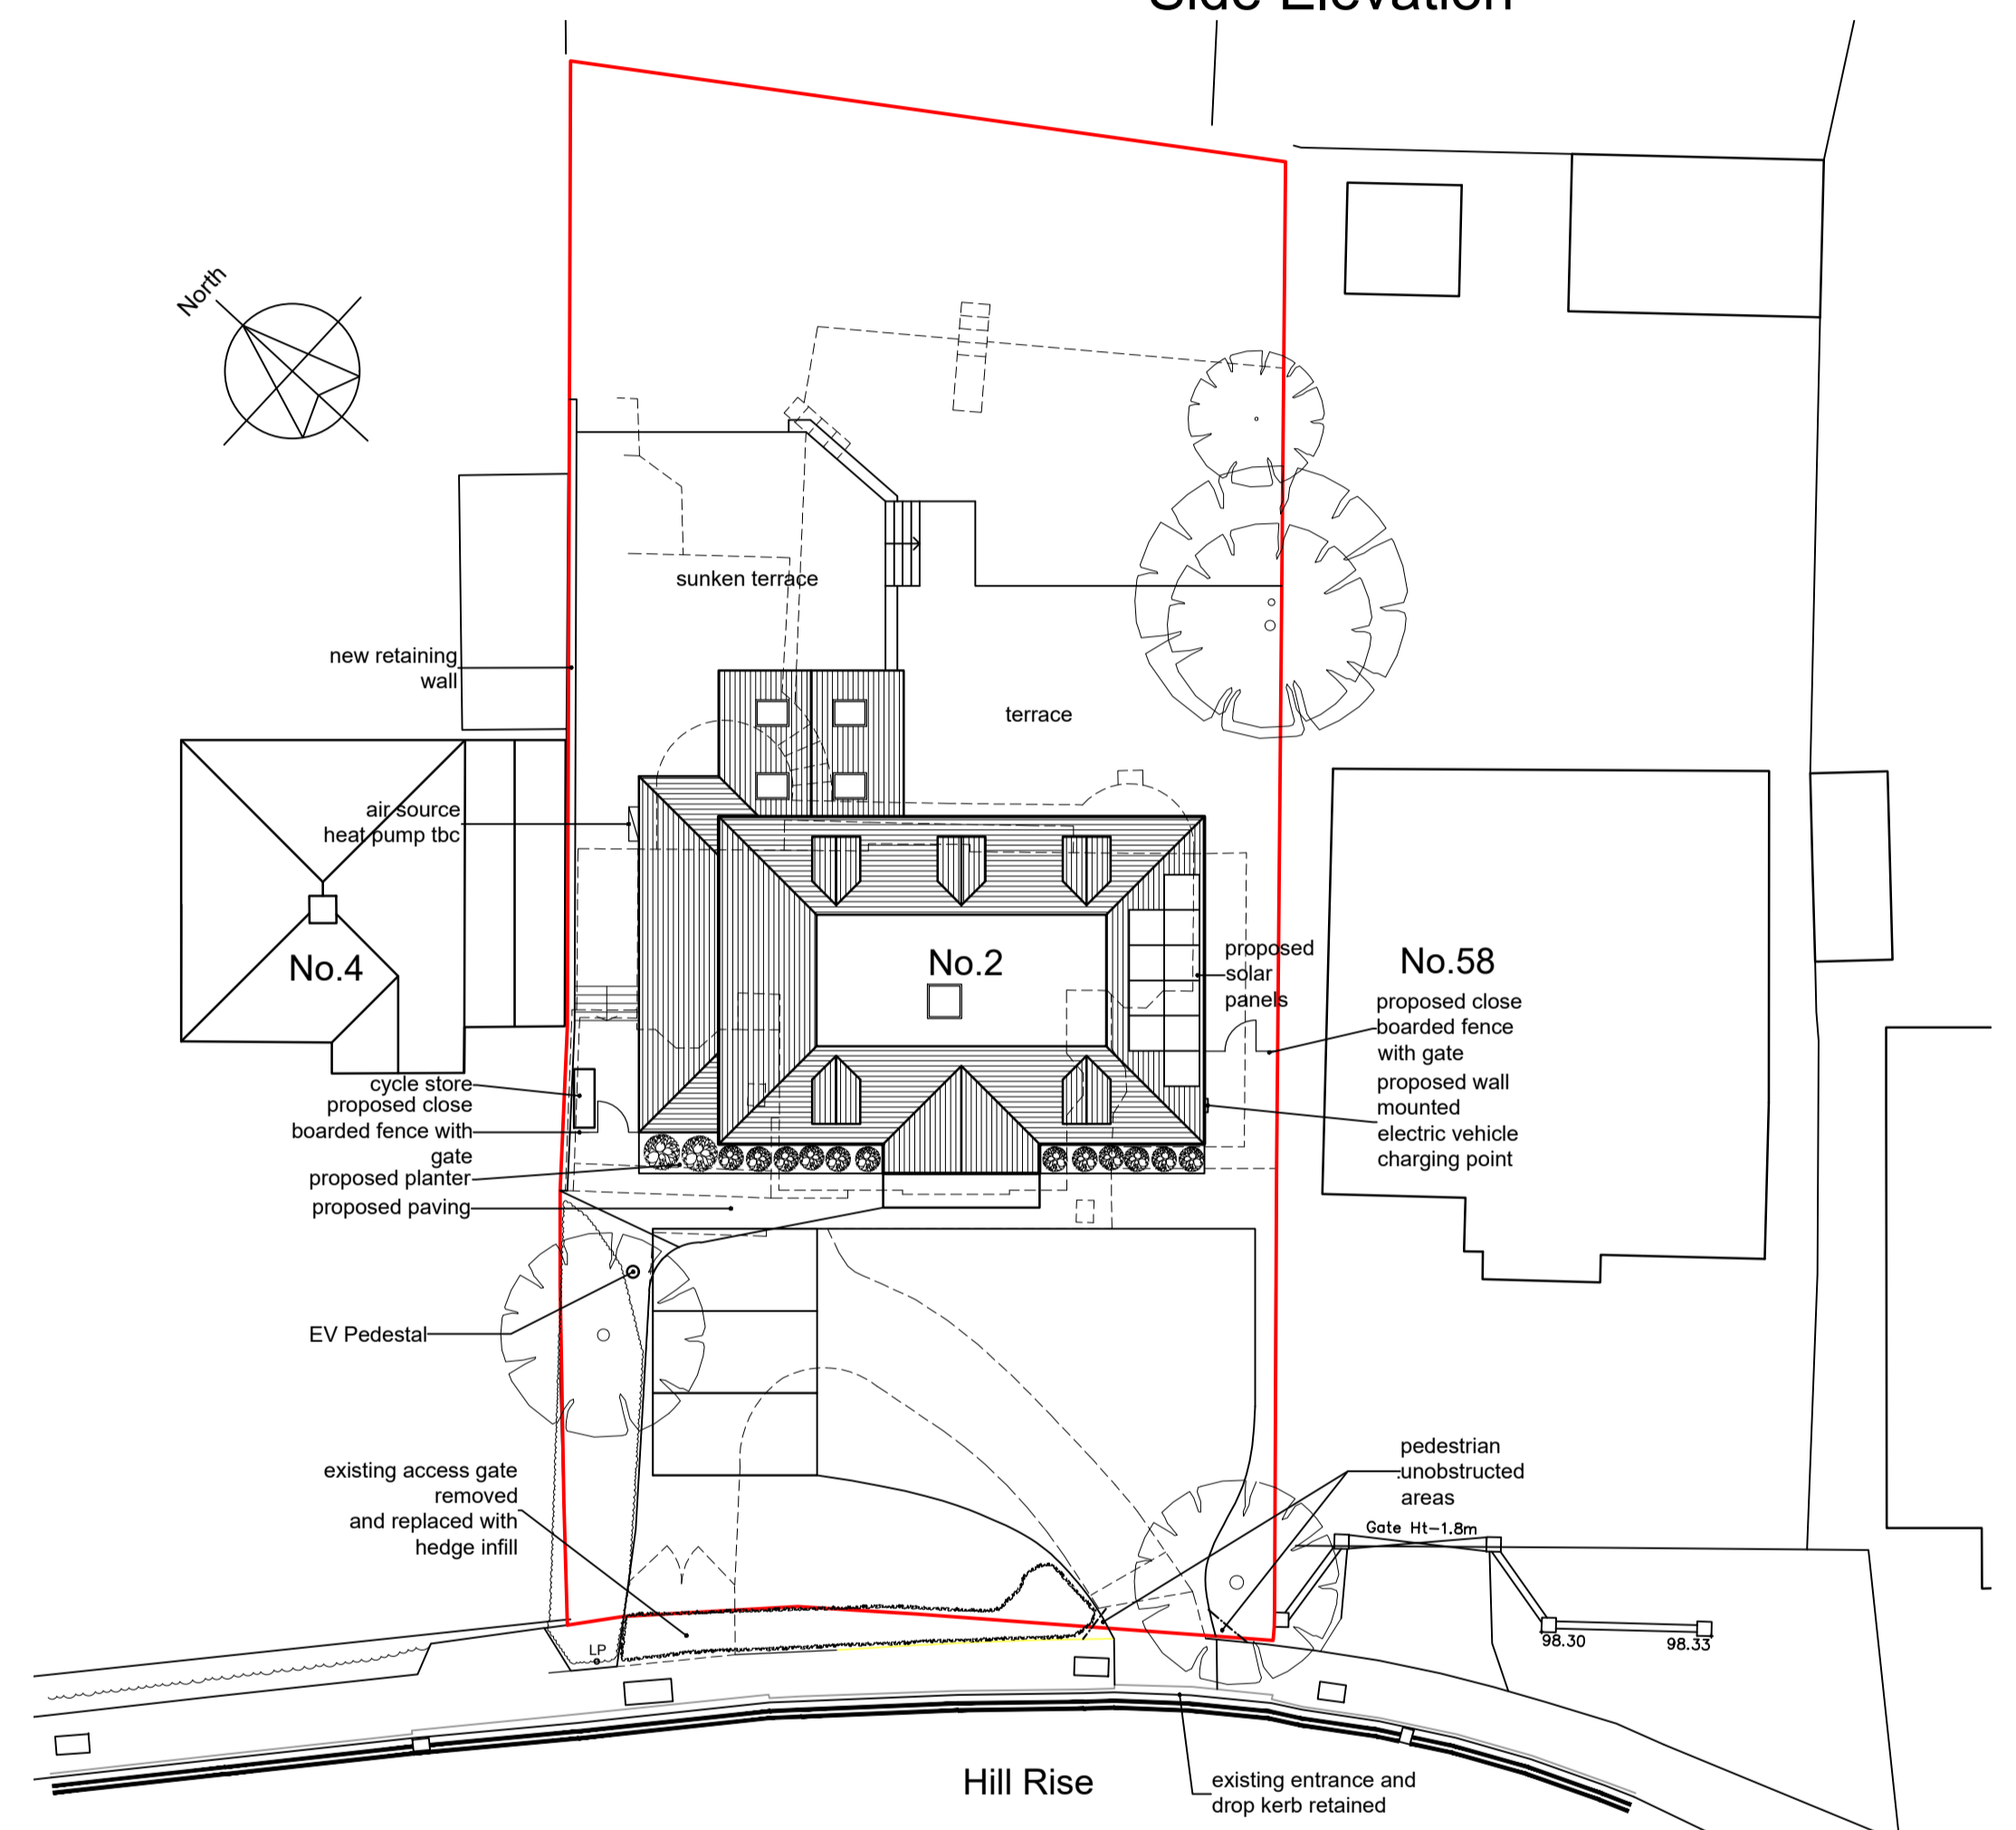 Side Elevation
North
sunken terrace
new retaining
wall
terrace
air source
heat pump tbc
No.4
No.2
proposed
solar
panels
No.58
proposed close
boarded fence
with gate
proposed wall
mounted
electric vehicle
charging point
cycle store
proposed close
boarded fence with
gate
proposed planter
proposed paving
EV Pedestal
existing access gate
removed
and replaced with
hedge infill
pedestrian
unobstructed
areas
Gate Ht-1.8m
98.30
98.33
LP
Hill Rise
existing entrance and
drop kerb retained